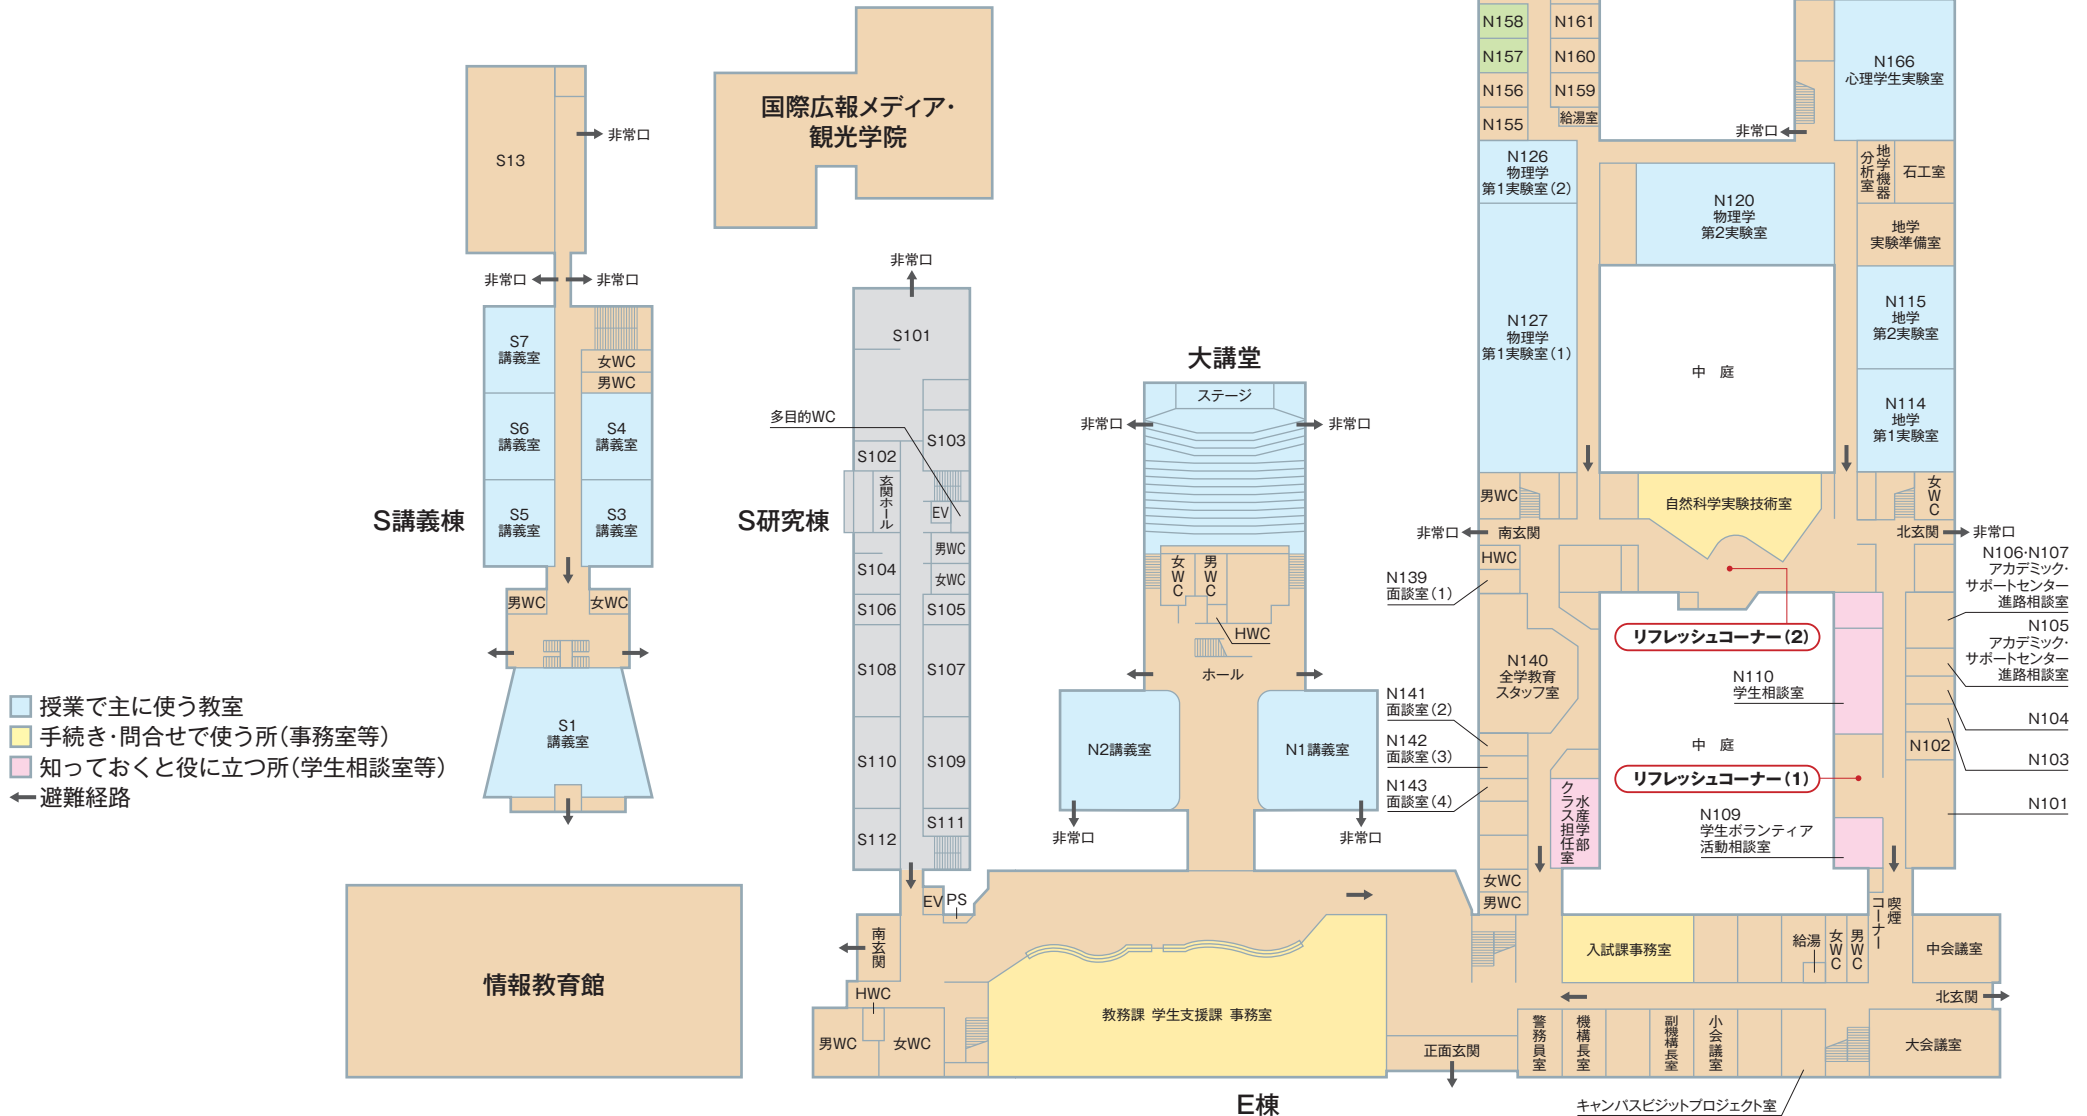 N158
N161
N157
N160
N156
N159
N155
給湯室
N166
心理学生実験室
非常口
国際広報メディア・
観光学院
S13
非常口
N126
物理学
第1実験室(2)
N120
物理学
第2実験室
地学機器
分析室
石工室
地学
実験準備室
非常口
非常口
非常口
S101
N127
物理学
第1実験室(1)
N115
地学
第2実験室
中 庭
S7
講義室
女WC
男WC
大講堂
ステージ
N114
地学
第1実験室
多目的WC
非常口
非常口
S6
講義室
S4
講義室
S103
S102
玄関ホール
EV
男WC
自然科学実験技術室
女WC
S講義棟
S5
講義室
S3
講義室
S研究棟
非常口
南玄関
北玄関
非常口
男WC
S104
女WC
女WC
男WC
HWC
N139
面談室(1)
N106・N107
アカデミック・
サポートセンター
進路相談室
男WC
女WC
S106
S105
HWC
リフレッシュコーナー(2)
N105
アカデミック・
サポートセンター
進路相談室
S108
S107
ホール
N140
全学教育
スタッフ室
N110
学生相談室
N141
面談室(2)
N104
授業で主に使う教室
手続き・問合せで使う所(事務室等)
知っておくと役に立つ所(学生相談室等)
避難経路
S1
講義室
S110
S109
N2講義室
N1講義室
N142
面談室(3)
中 庭
N102
N103
N143
面談室(4)
リフレッシュコーナー(1)
水産学部
クラス担任室
N101
S111
S112
非常口
非常口
N109
学生ボランティア
活動相談室
女WC
男WC
EV
PS
喫煙
コーナー
南玄関
入試課事務室
給湯
女WC
男WC
中会議室
情報教育館
HWC
北玄関
男WC
女WC
教務課 学生支援課 事務室
正面玄関
警務員室
機構長室
副機構長室
小会議室
大会議室
E棟
キャンパスビジットプロジェクト室